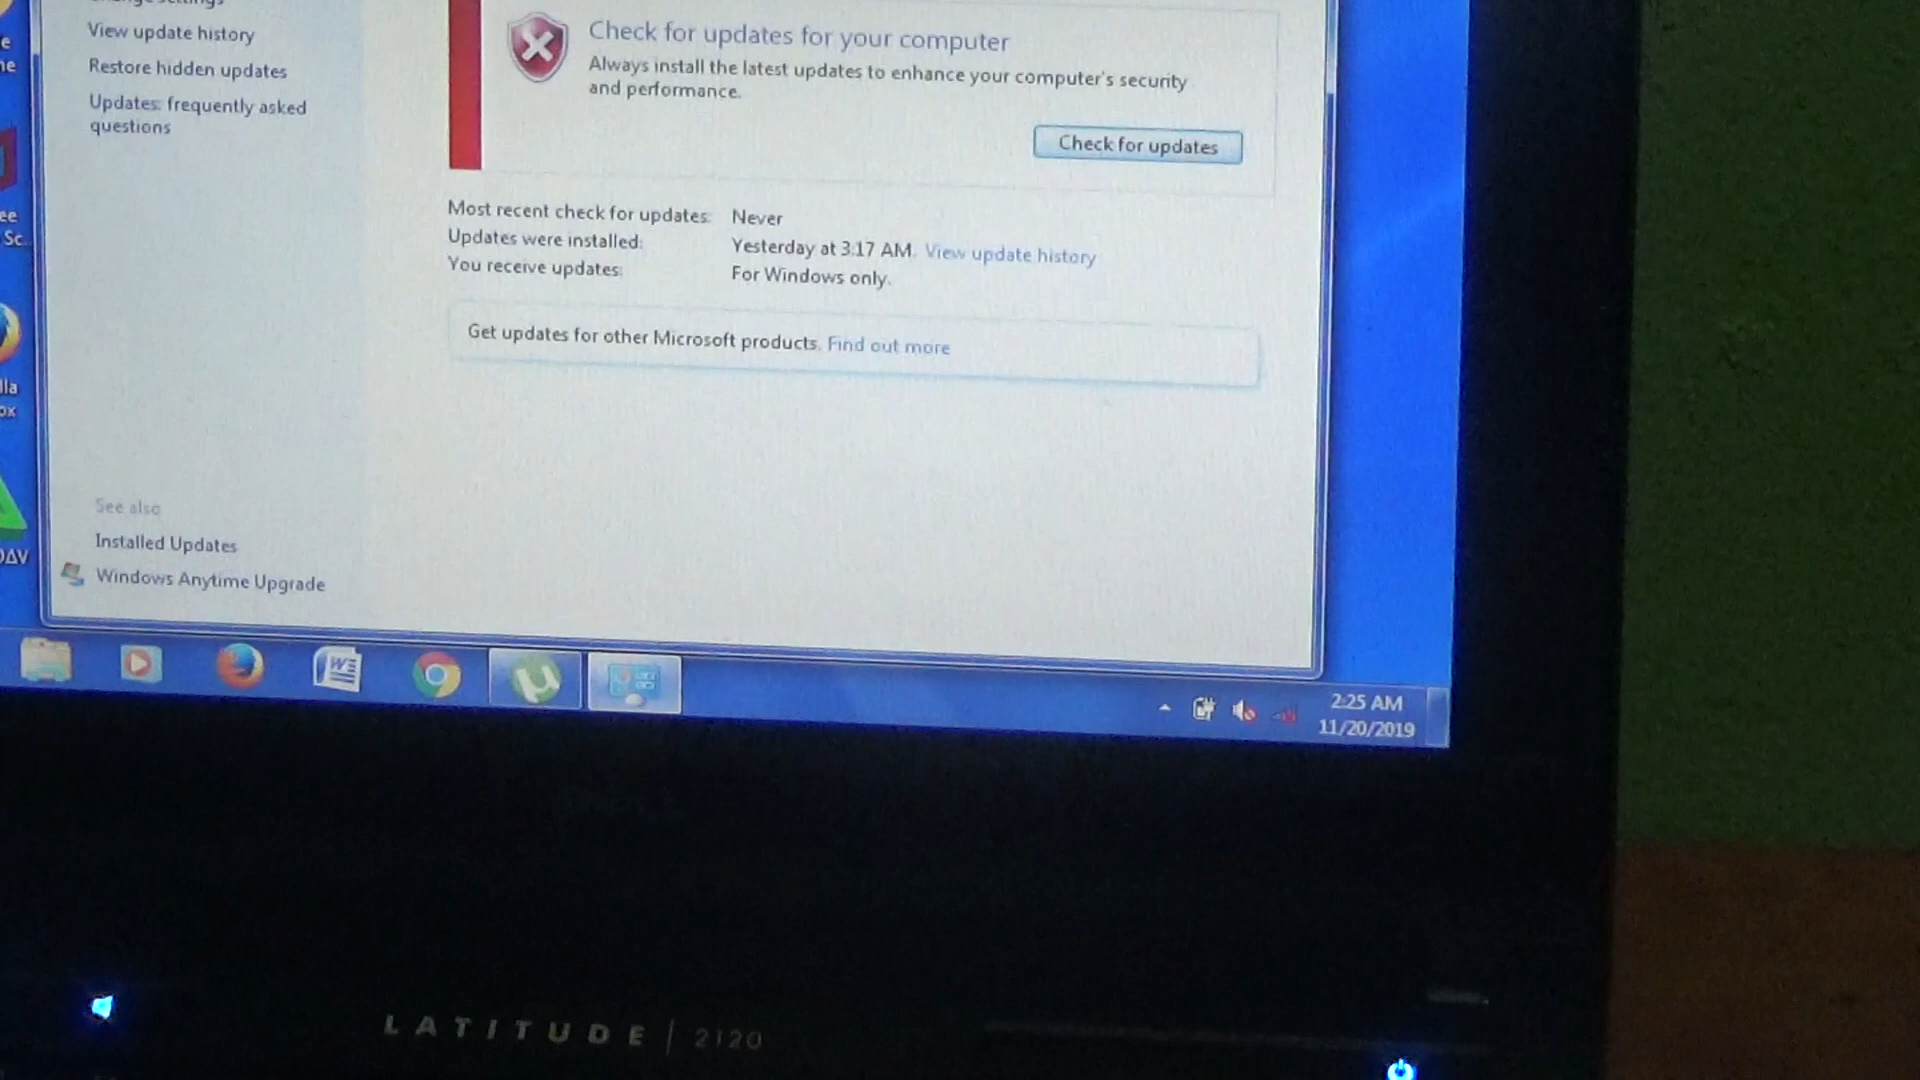 View update history
Restore hidden updates
Updates: frequently asked
questions
See also
Installed Updates
Windows Anytime Upgrade
Check for updates for your computer
Always install the latest updates to enhance your computer's security
and performance.
Check for updates
Most recent check for updates: Never
Updates were installed: Yesterday at 3:17 AM. View update history
You receive updates: For Windows only.
Get updates for other Microsoft products. Find out more
2:25 AM
11/20/2019
LATITUDE | 2120